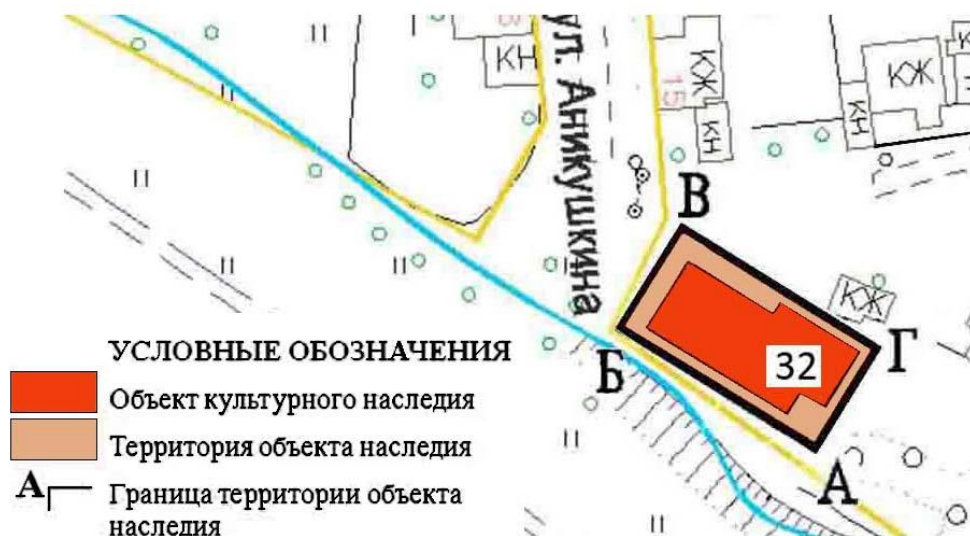 КН
ул. Аникушкина
15
КЖ
КН
КЖ
КН
В
КЖ
Г
Б
32
А
УСЛОВНЫЕ ОБОЗНАЧЕНИЯ
Объект культурного наследия
Территория объекта наследия
А
Граница территории объекта
наследия